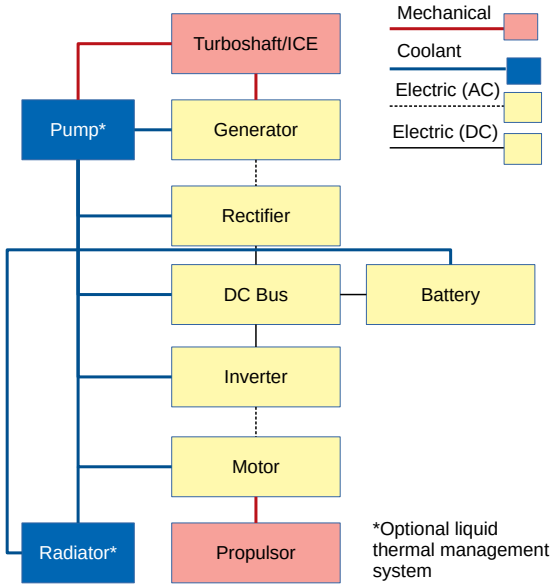 Turboshaft/ICE
Mechanical
Coolant
Electric (AC)
Electric (DC)
Pump*
Generator
Rectifier
DC Bus
Battery
Inverter
Motor
Radiator*
Propulsor
*Optional liquid
thermal management
system